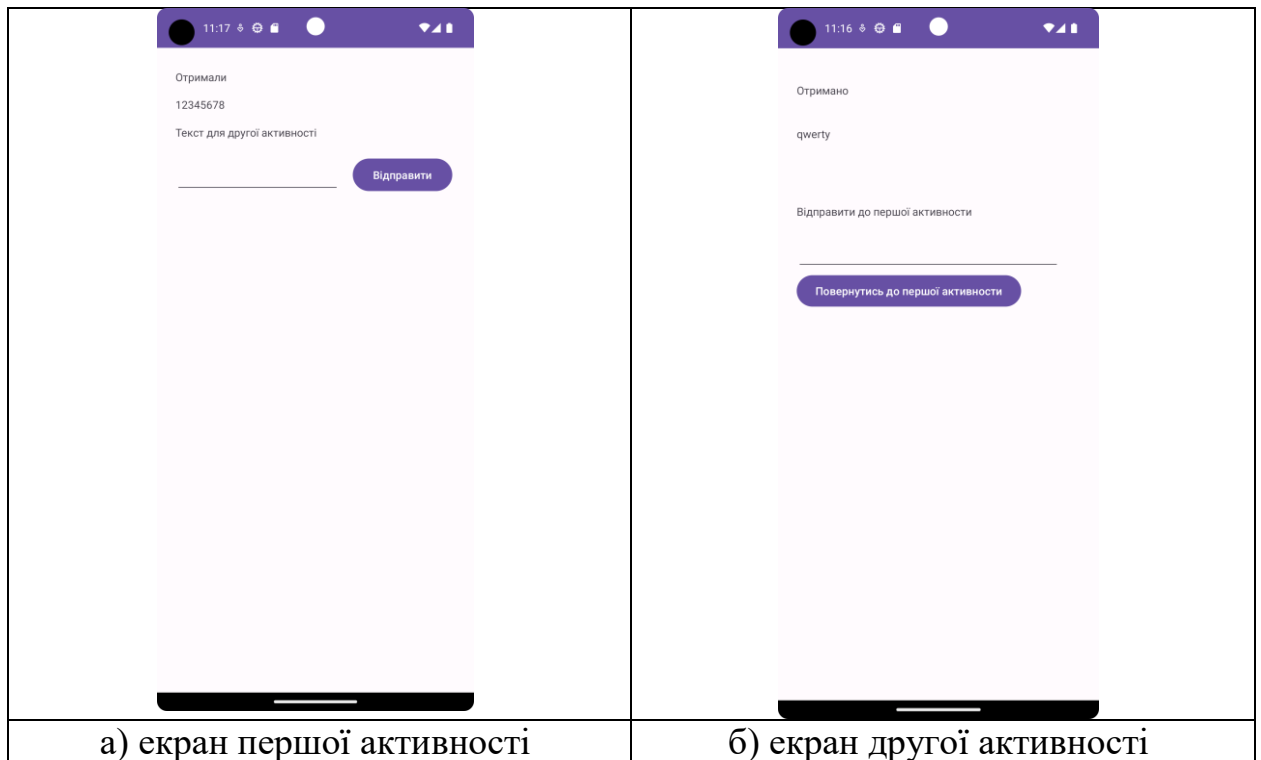 11:17
Отримали
12345678
Текст для другої активності
Відправити
а) екран першої активності
11:16
Отримано
qwerty
Відправити до першої активности
Повернутись до першої активности
б) екран другої активності